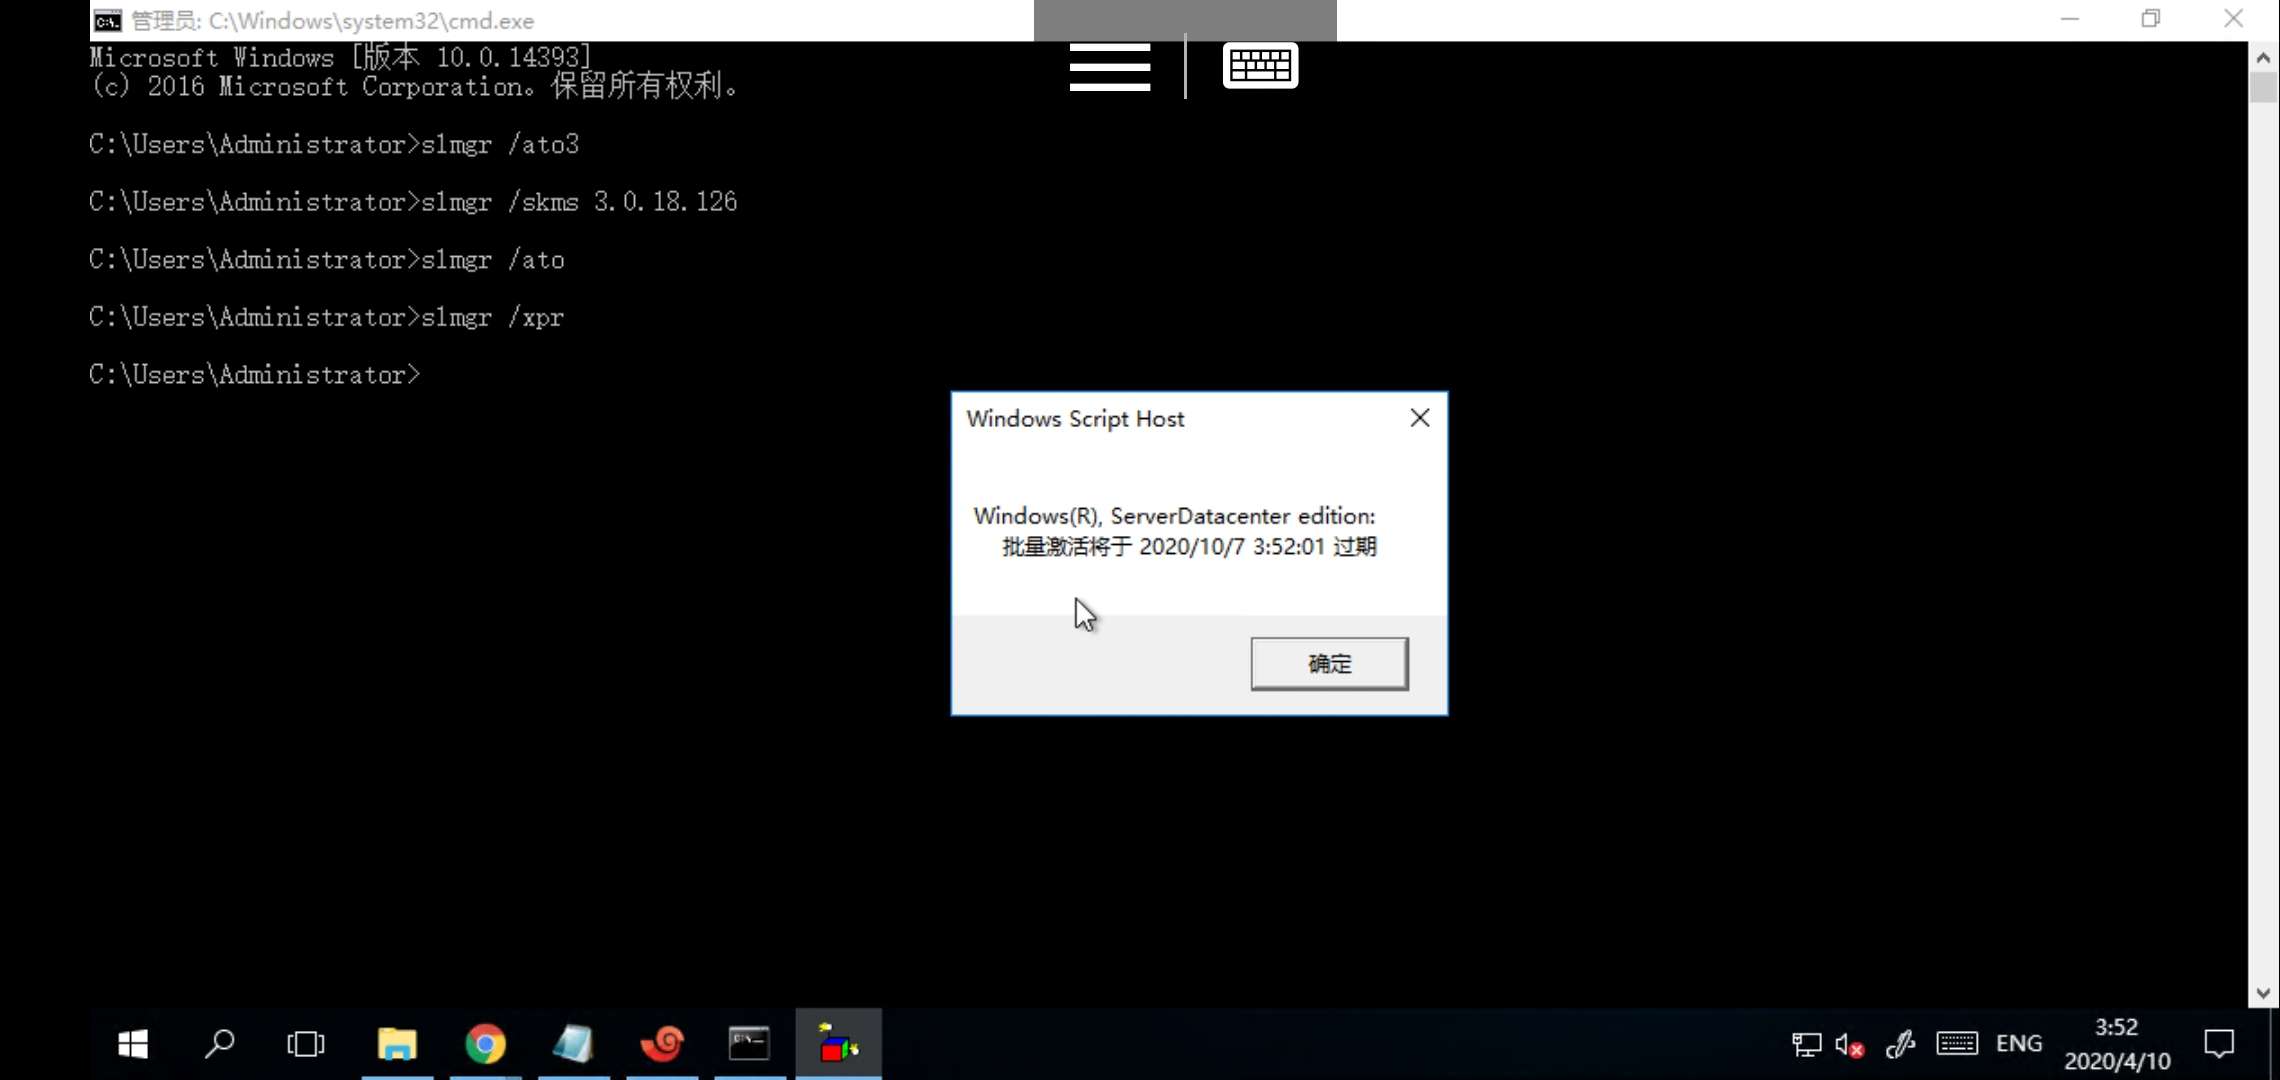 管理员: C:\Windows\system32\cmd.exe
Microsoft Windows [版本 10.0.14393]
(c) 2016 Microsoft Corporation。保留所有权利。
C:\Users\Administrator>slmgr /ato3
C:\Users\Administrator>slmgr /skms 3.0.18.126
C:\Users\Administrator>slmgr /ato
C:\Users\Administrator>slmgr /xpr
C:\Users\Administrator>
Windows Script Host
Windows(R), ServerDatacenter edition:
批量激活将于 2020/10/7 3:52:01 过期
确定
ENG
3:52
2020/4/10